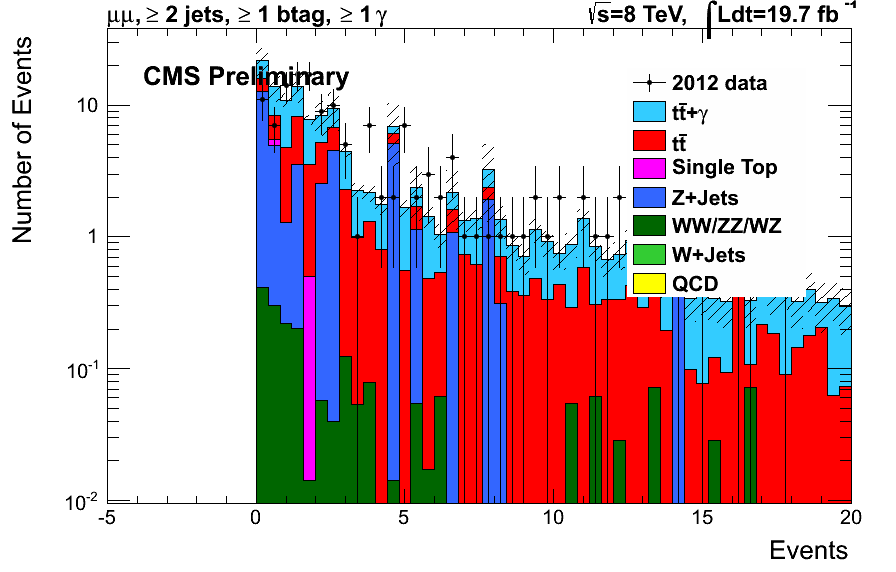 μμ, ≥ 2 jets, ≥ 1 btag, ≥ 1 γ
√s=8 TeV, ∫Ldt=19.7 fb⁻¹
CMS Preliminary
Number of Events
10
1
10⁻¹
10⁻²
2012 data
tt̄+γ
tt̄
Single Top
Z+Jets
WW/ZZ/WZ
W+Jets
QCD
-5 0 5 10 15 20
Events